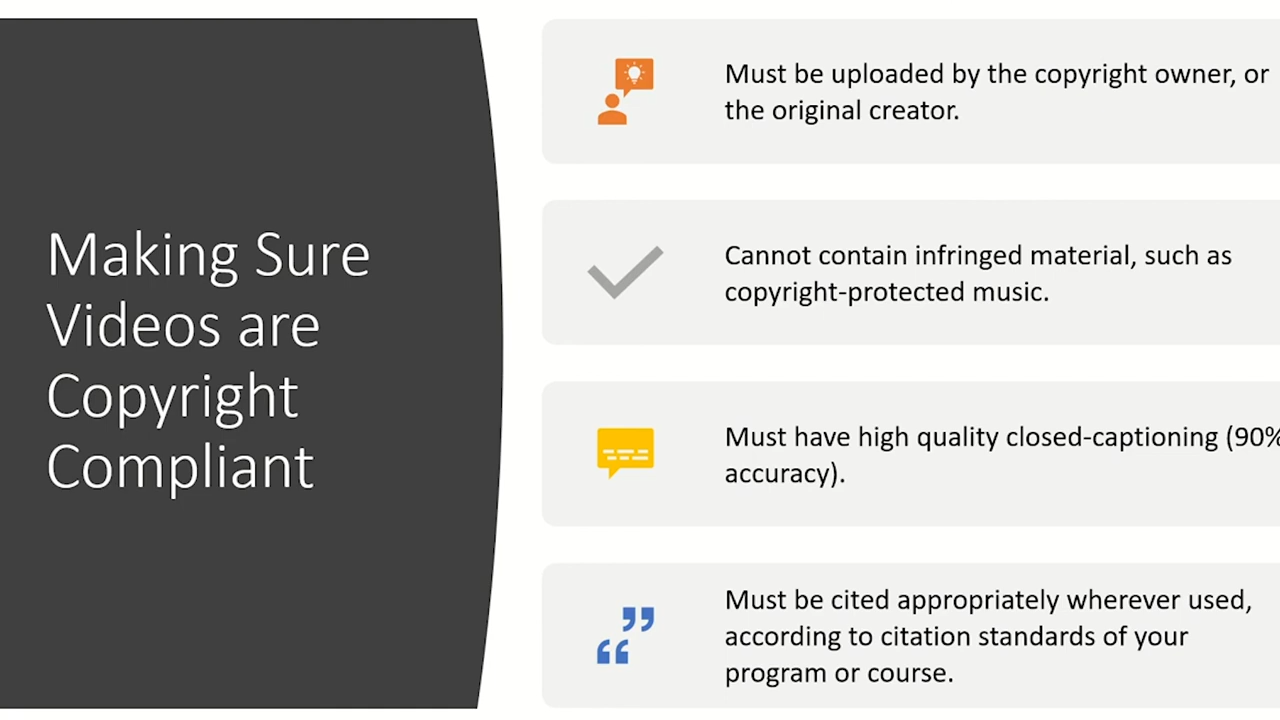 Making Sure
Videos are
Copyright
Compliant
Must be uploaded by the copyright owner, or
the original creator.
Cannot contain infringed material, such as
copyright-protected music.
Must have high quality closed-captioning (90%
accuracy).
Must be cited appropriately wherever used,
according to citation standards of your
program or course.